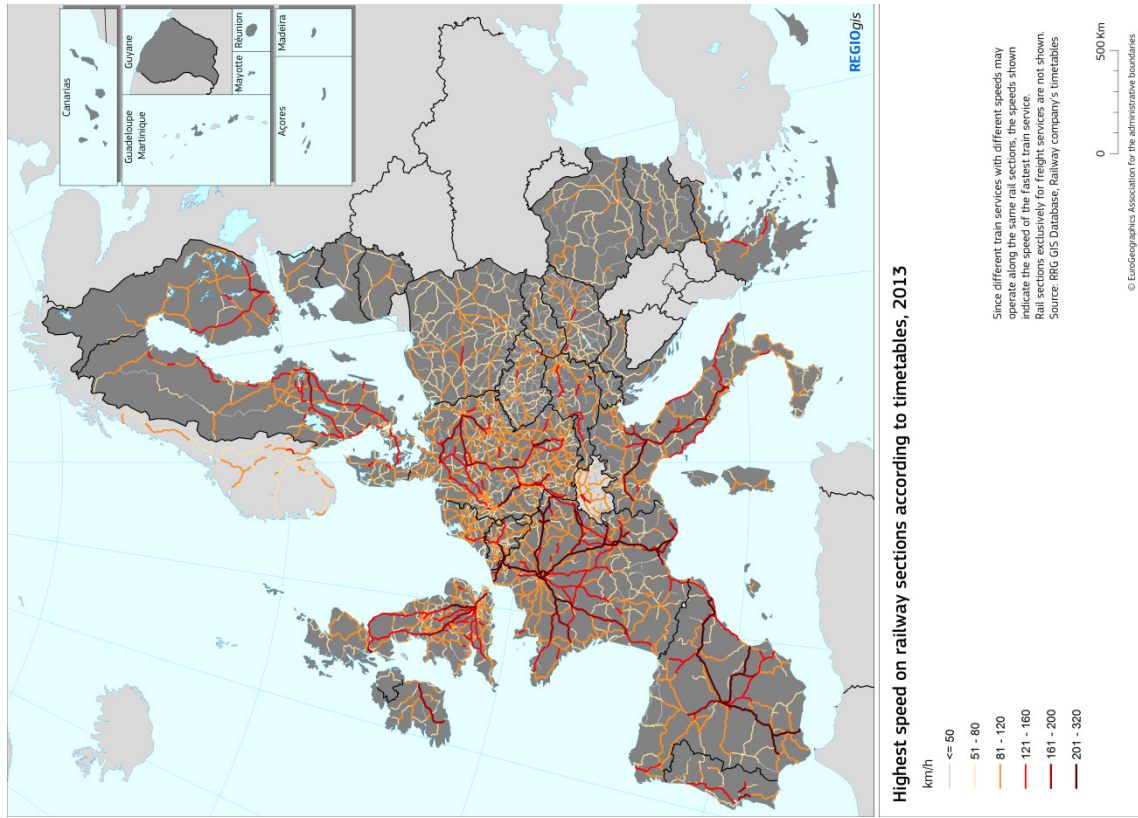 Canarias
Guadeloupe
Martinique
Guyane
Mayotte
Réunion
Açores
Madeira
REGIOgis
Highest speed on railway sections according to timetables, 2013
km/h
<= 50
51 - 80
81 - 120
121 - 160
161 - 200
201 - 320
Since different train services with different speeds may
operate along the same rail sections, the speeds shown
indicate the speed of the fastest train service.
Rail sections exclusively for freight services are not shown.
Source: RRG GIS Database, Railway company's timetables
0 500 Km
© EuroGeographics Association for the administrative boundaries